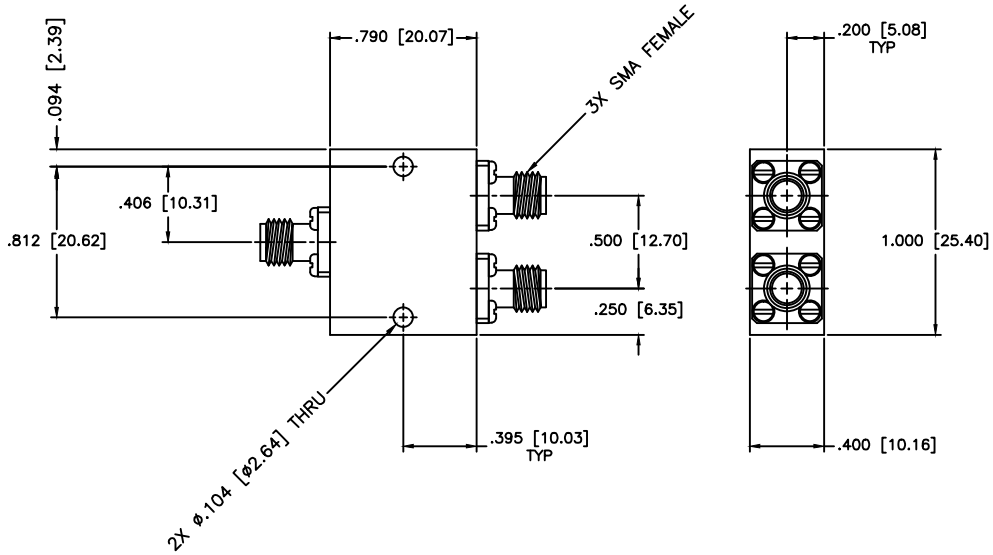 .790 [20.07]
.200 [5.08]
TYP
.094 [2.39]
3X SMA FEMALE
.406 [10.31]
.812 [20.62]
.500 [12.70]
1.000 [25.40]
.250 [6.35]
2X ø.104 [ø2.64] THRU
.395 [10.03]
TYP
.400 [10.16]